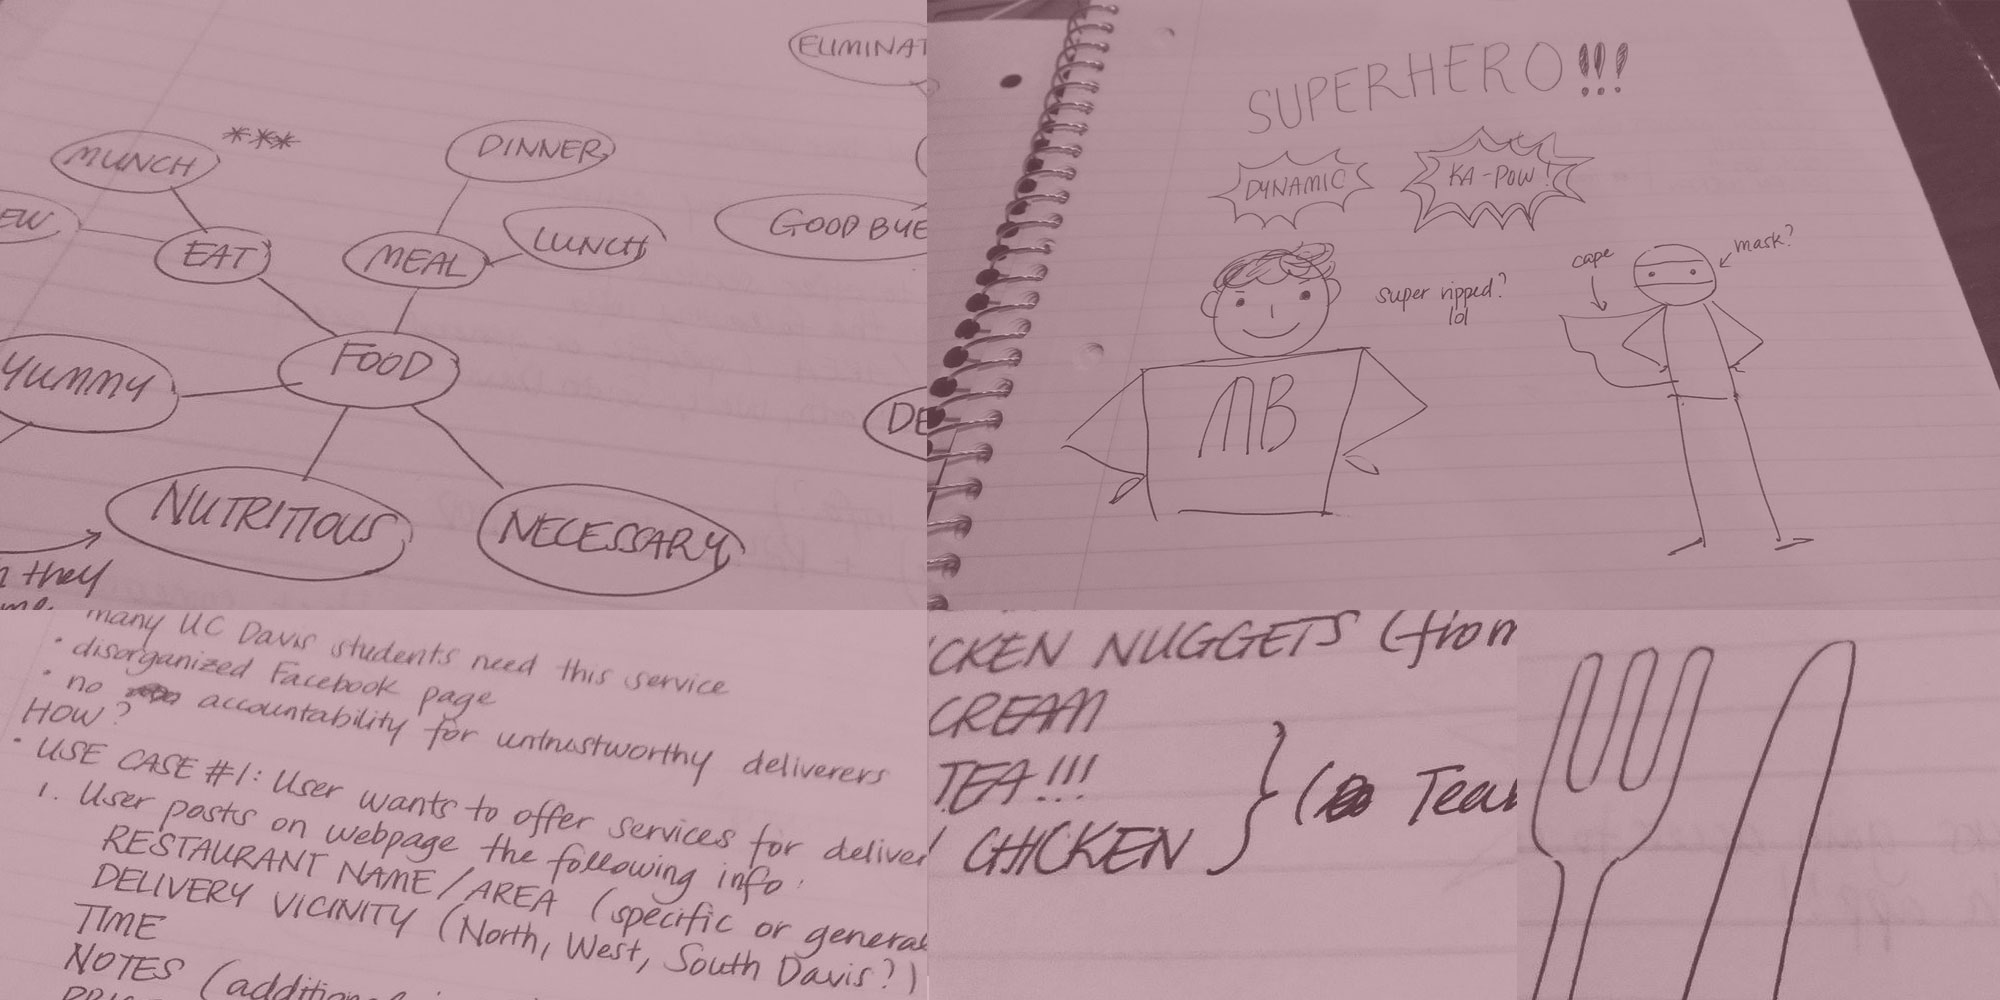 ELIMINAT
MUNCH ***
DINNER
EW
EAT
MEAL
LUNCH
GOOD BYE
YUMMY
FOOD
DE
NUTRITIOUS
NECESSARY
they
SUPERHERO!!!
DYNAMIC
KA-POW!
super ripped?
lol
cape
mask?
MB
many UC Davis students need this service
• disorganized Facebook page
• no accountability for untrustworthy deliverers
HOW?
• USE CASE #1: User wants to offer services for deliver
1. User posts on webpage the following info:
RESTAURANT NAME/AREA (specific or general
DELIVERY VICINITY (North, West, South Davis?)
TIME
NOTES (additional
CKEN NUGGETS (from
CREAM
TEA!!!
CHICKEN } ( Tea